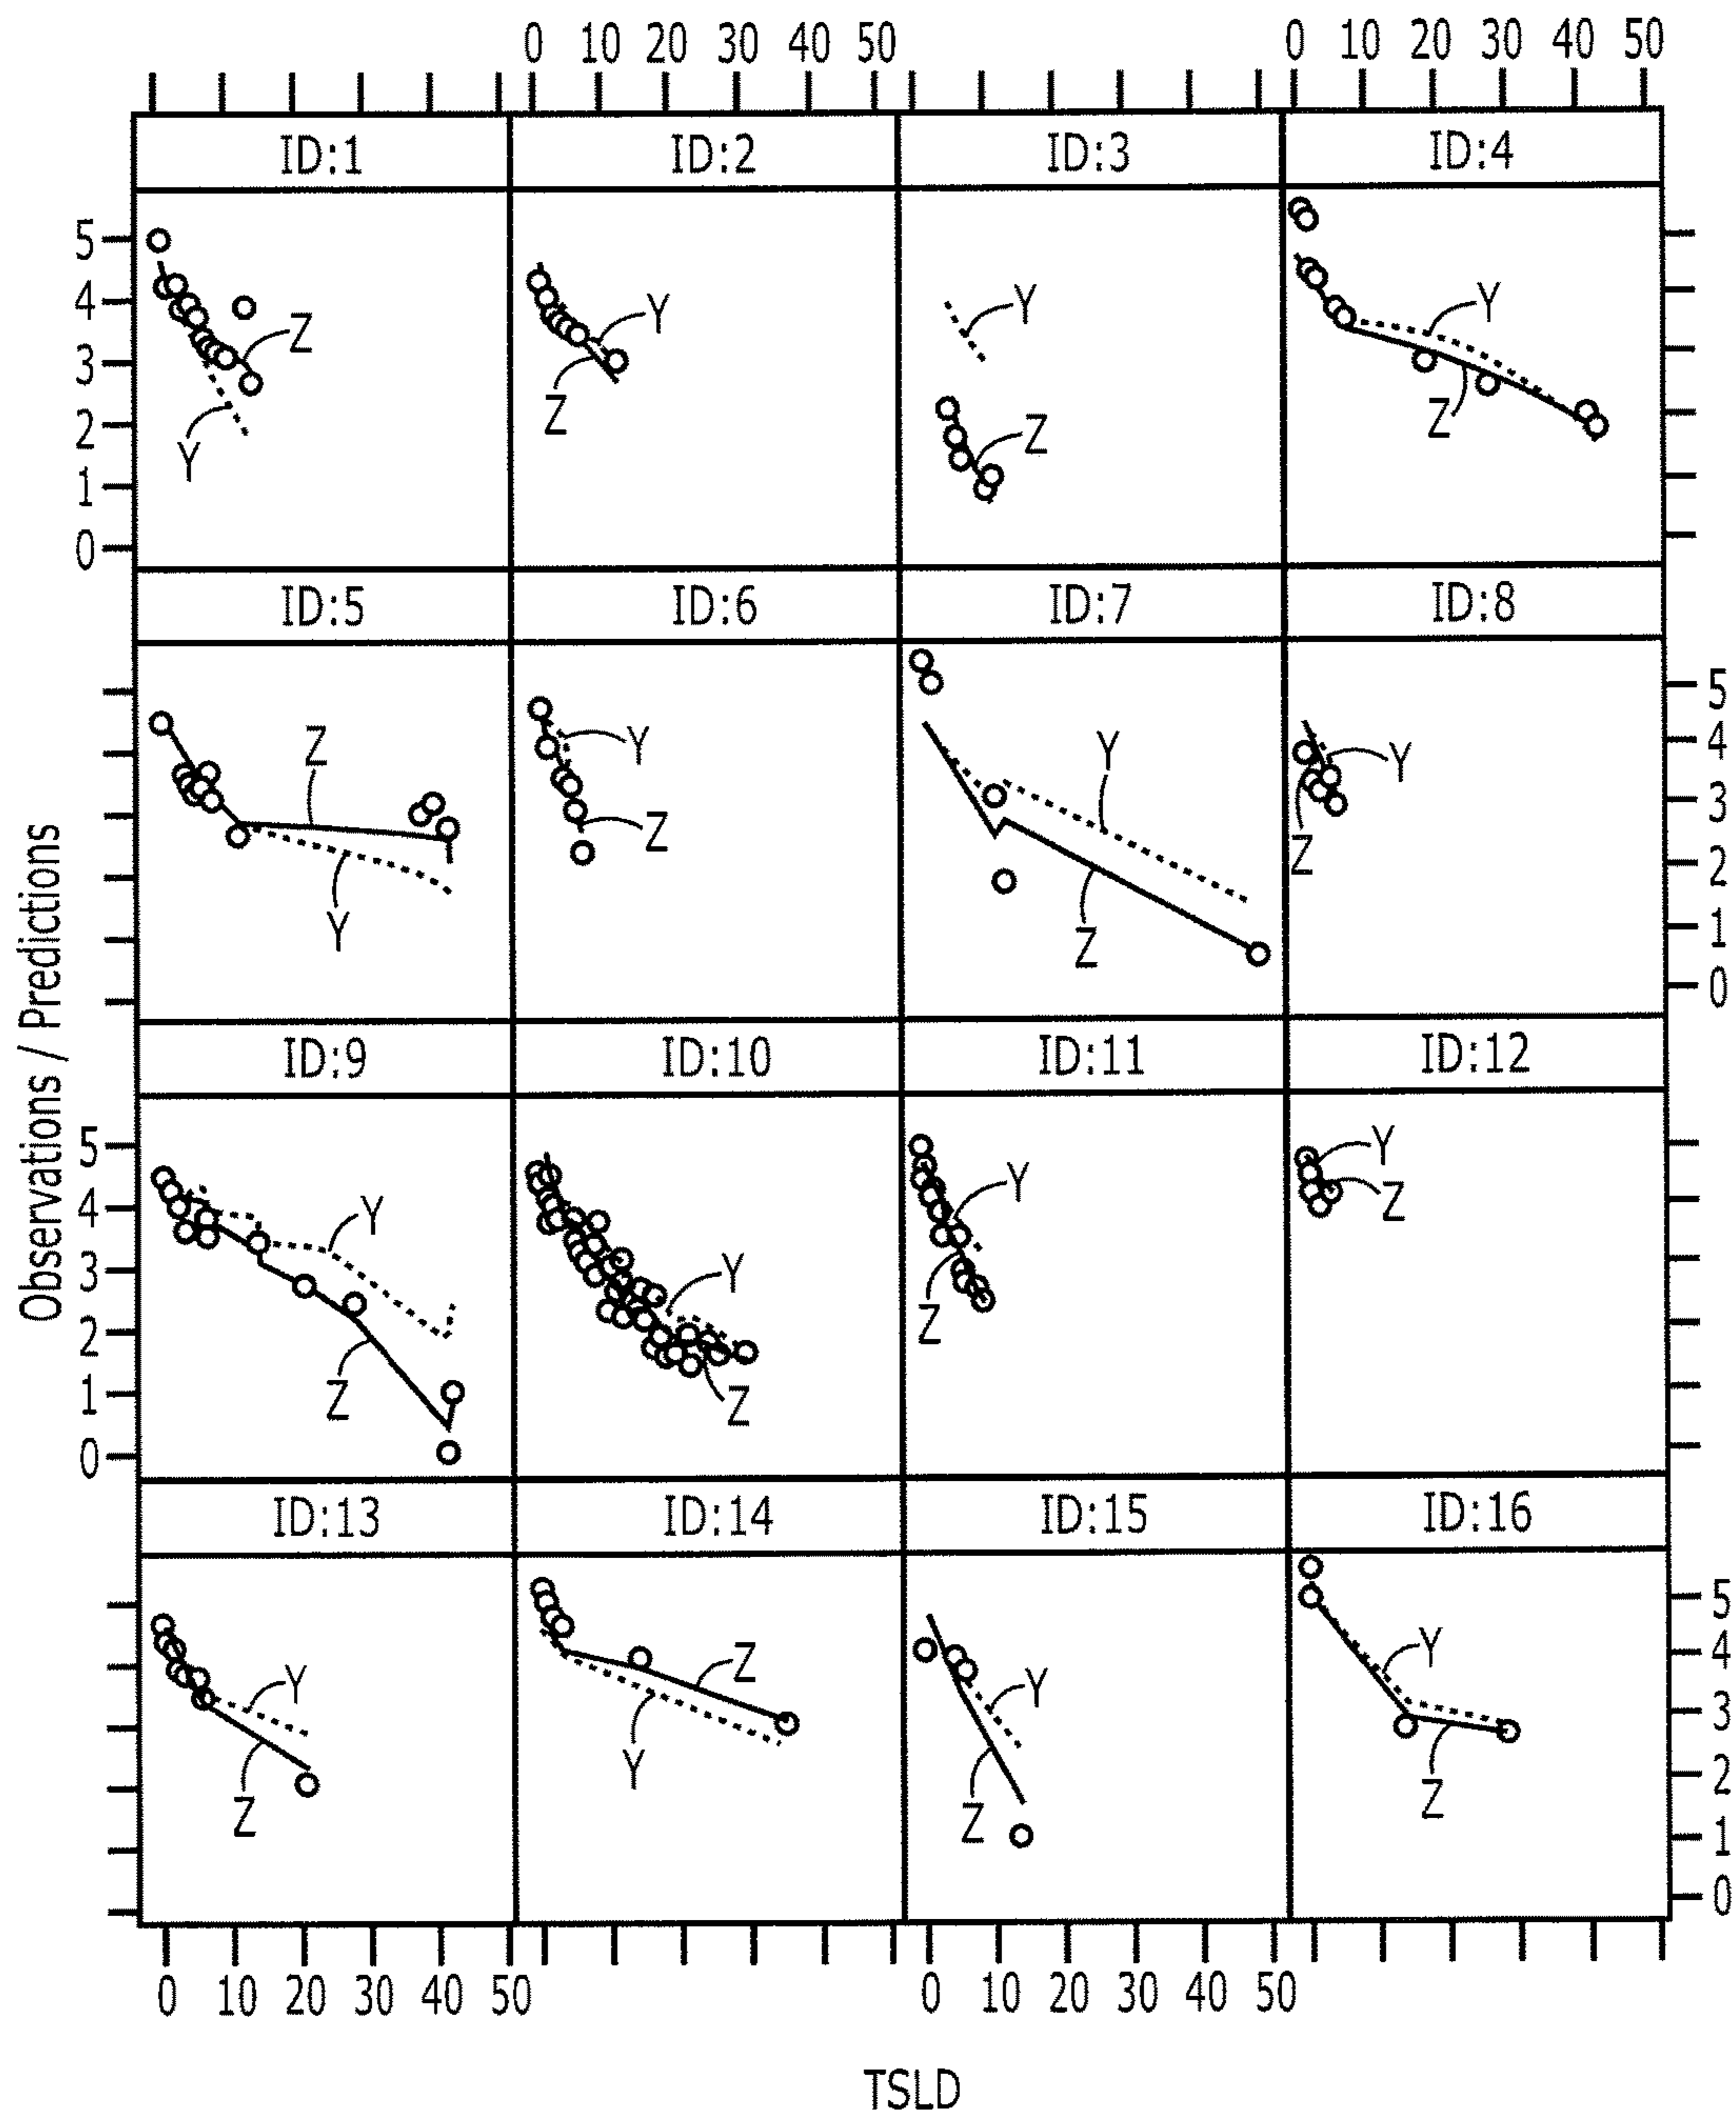 0 10 20 30 40 50 0 10 20 30 40 50
ID:1 ID:2 ID:3 ID:4
5
4
3
2
1
0
Z
Y
Y
Z
Y
Z
Y
Z
ID:5 ID:6 ID:7 ID:8
Z
Y
Y
Z
Y
Z
Y
Z
5
4
3
2
1
0
Observations / Predictions
ID:9 ID:10 ID:11 ID:12
5
4
3
2
1
0
Y
Z
Y
Z
Y
Z
Y
Z
ID:13 ID:14 ID:15 ID:16
Y
Z
Z
Y
Y
Z
Y
Z
5
4
3
2
1
0
0 10 20 30 40 50 0 10 20 30 40 50
TSLD